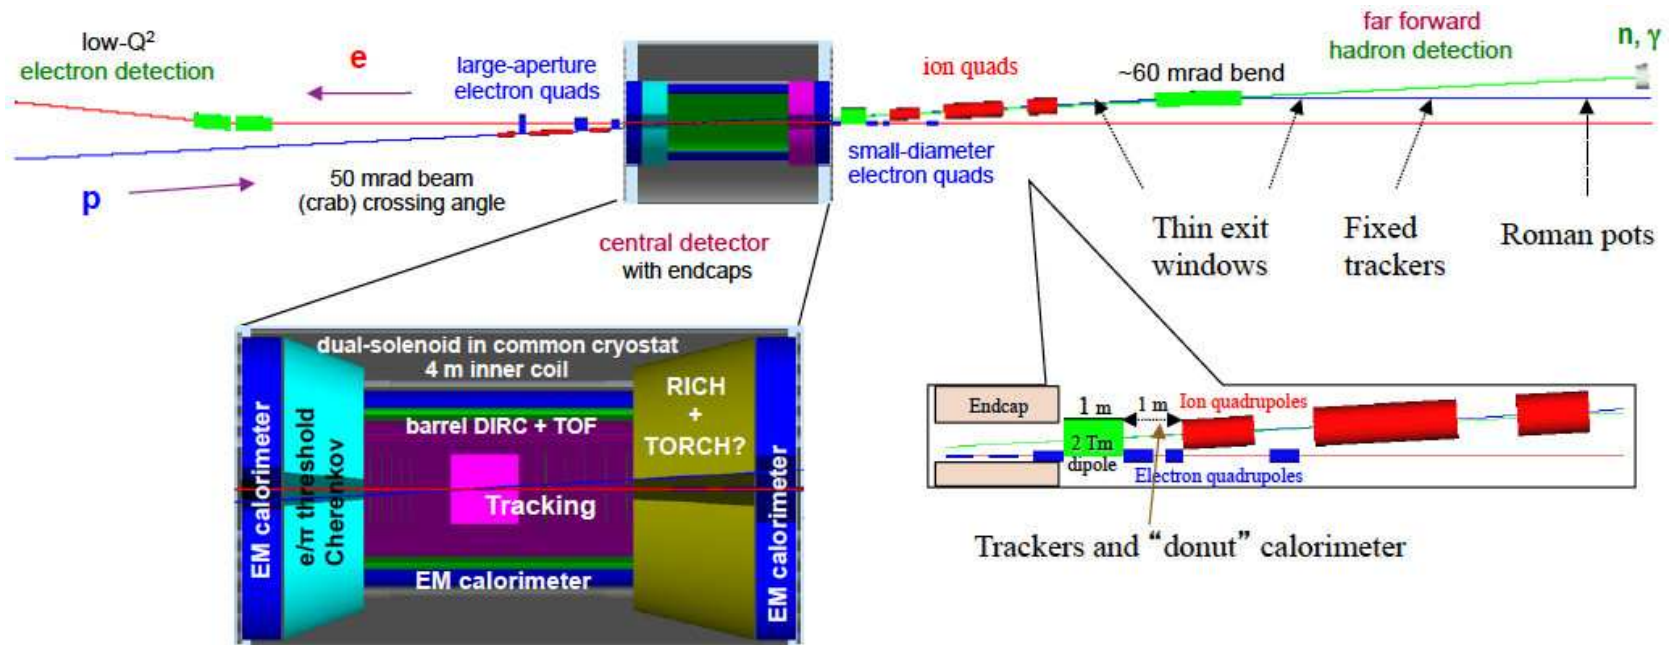 low-Q²
electron detection
e
large-aperture
electron quads
ion quads
~60 mrad bend
far forward
hadron detection
n, γ
p
50 mrad beam
(crab) crossing angle
small-diameter
electron quads
central detector
with endcaps
Thin exit
windows
Fixed
trackers
Roman pots
dual-solenoid in common cryostat
4 m inner coil
EM calorimeter
e/π threshold
Cherenkov
barrel DIRC + TOF
RICH
+
TORCH?
Tracking
EM calorimeter
EM calorimeter
Endcap
1 m
1 m
Ion quadrupoles
2 Tm
dipole
Electron quadrupoles
Trackers and “donut” calorimeter